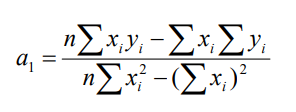 a₁ = (n∑xᵢyᵢ − ∑xᵢ∑yᵢ) / (n∑xᵢ² − (∑xᵢ)²)